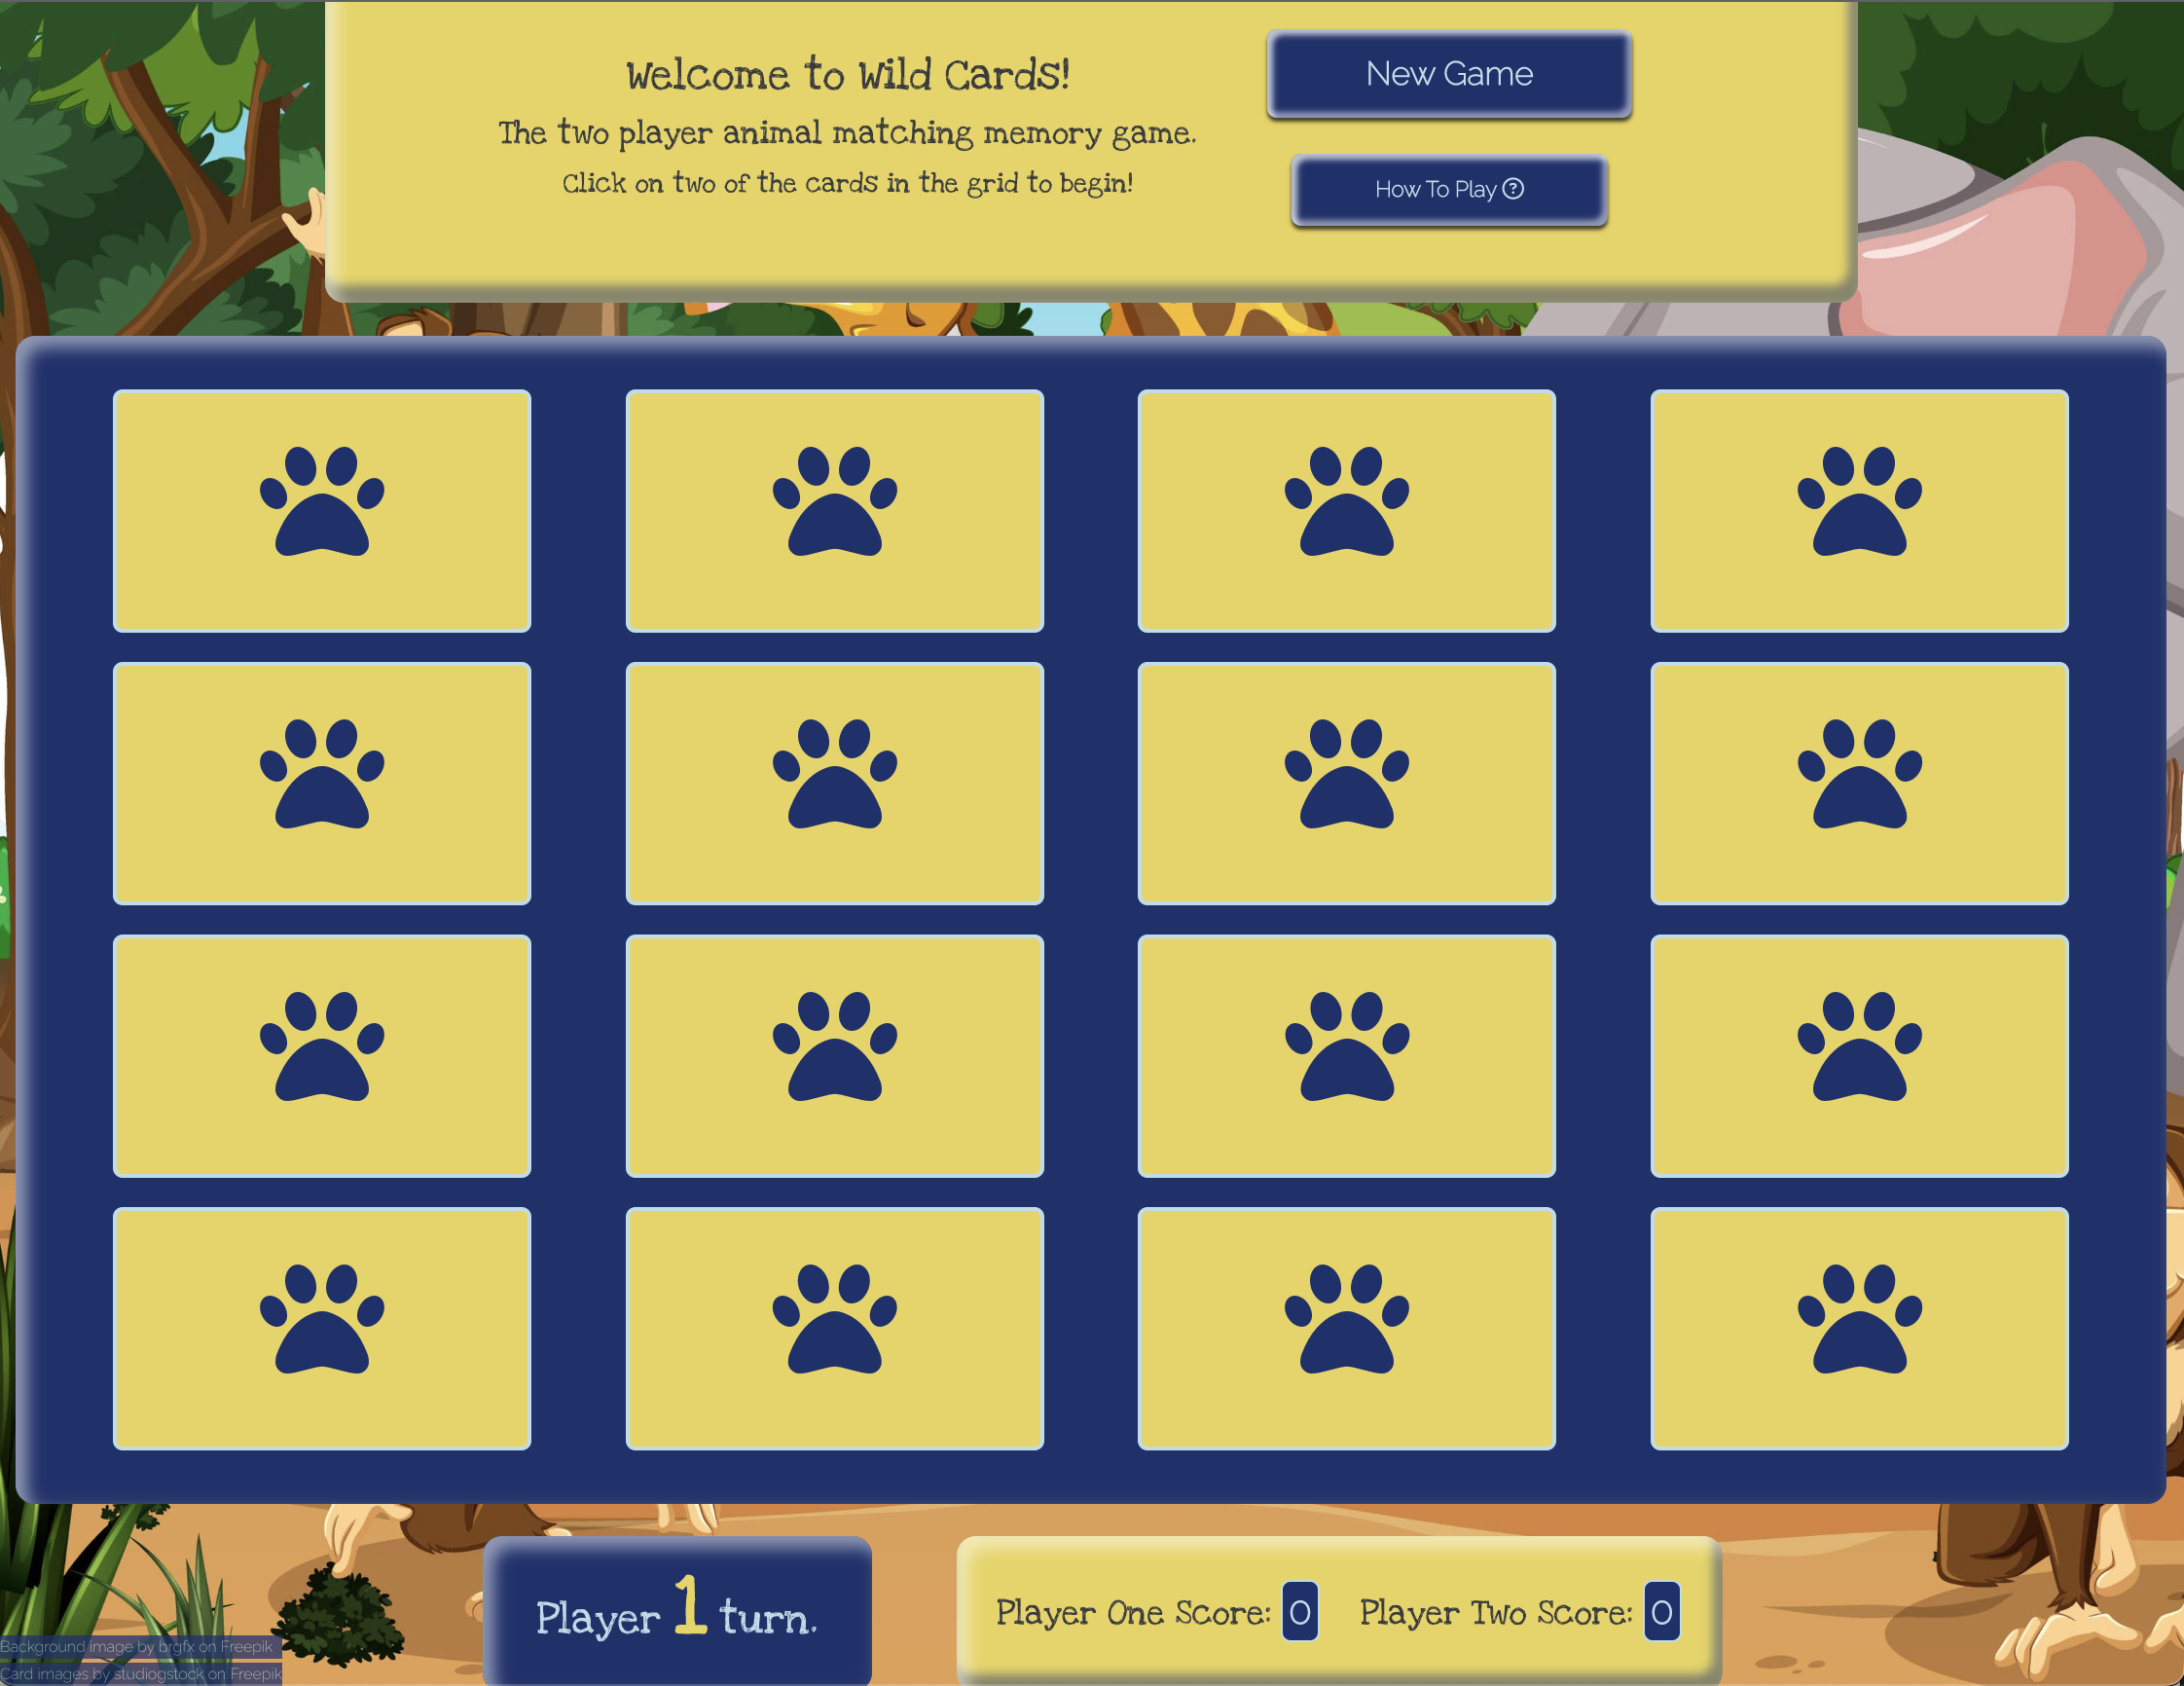 Welcome to Wild Cards!
The two player animal matching memory game.
Click on two of the cards in the grid to begin!
New Game
How To Play ?
Player 1 turn.
Player One Score: 0 Player Two Score: 0
Background image by brgfx on Freepik
Card images by studiogstock on Freepik